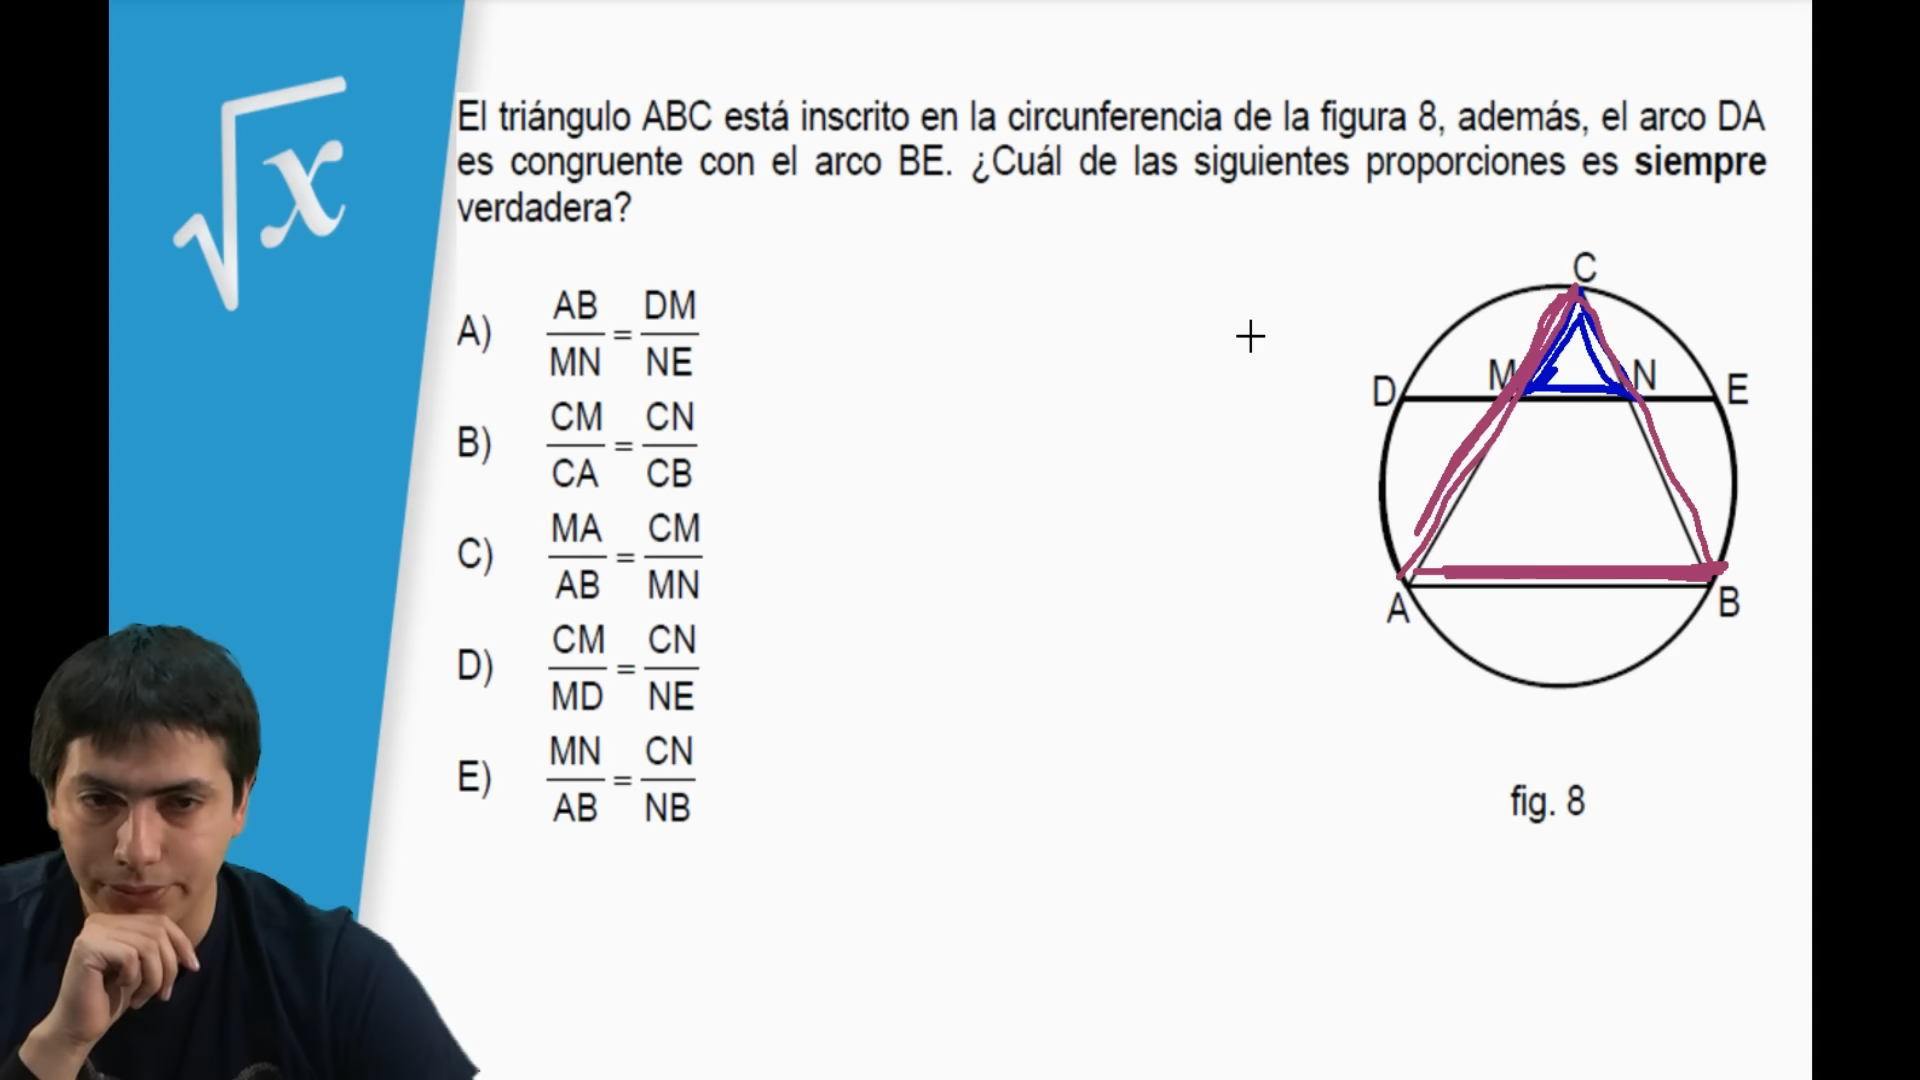 √x
El triángulo ABC está inscrito en la circunferencia de la figura 8, además, el arco DA
es congruente con el arco BE. ¿Cuál de las siguientes proporciones es siempre
verdadera?
A) AB/MN = DM/NE
B) CM/CA = CN/CB
C) MA/AB = CM/MN
D) CM/MD = CN/NE
E) MN/AB = CN/NB
C
D M N E
A B
fig. 8